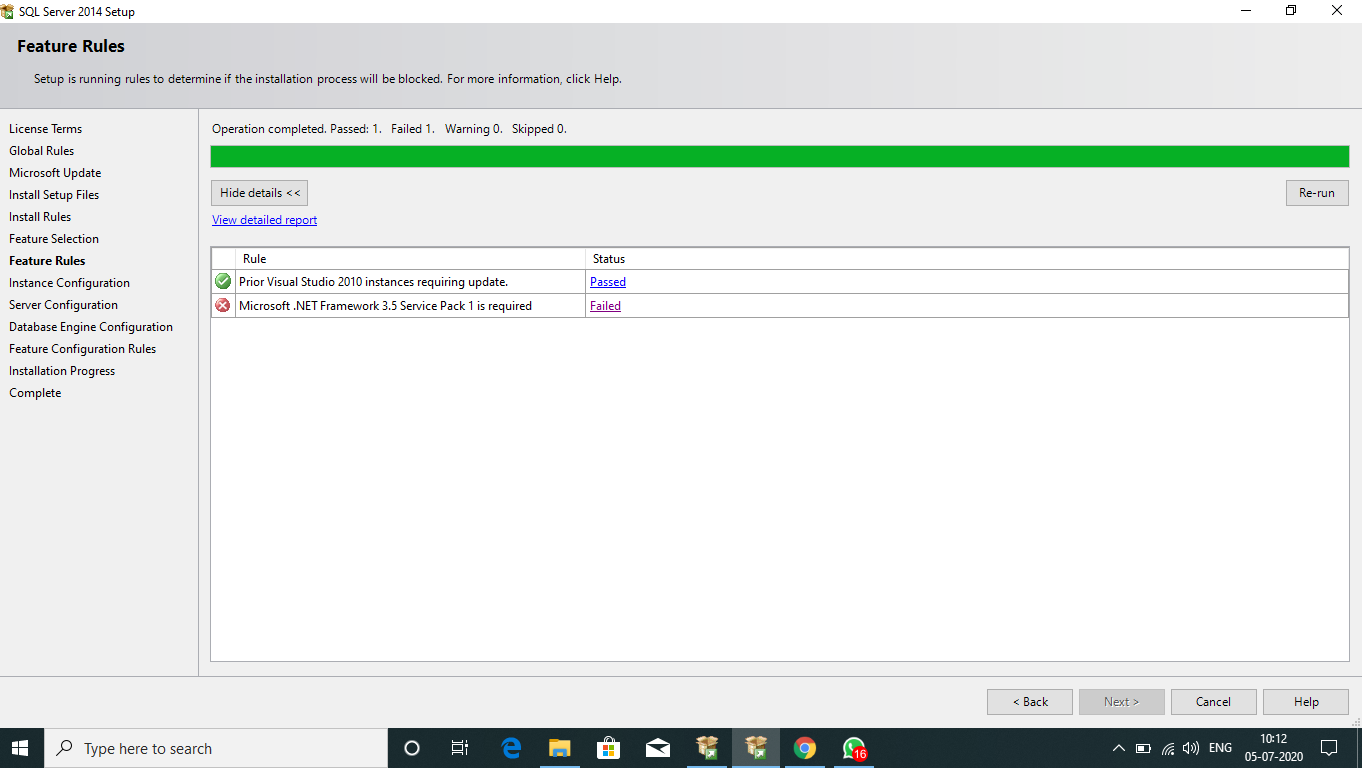 SQL Server 2014 Setup
Feature Rules
Setup is running rules to determine if the installation process will be blocked. For more information, click Help.
License Terms
Global Rules
Microsoft Update
Install Setup Files
Install Rules
Feature Selection
Feature Rules
Instance Configuration
Server Configuration
Database Engine Configuration
Feature Configuration Rules
Installation Progress
Complete
Operation completed. Passed: 1. Failed 1. Warning 0. Skipped 0.
Hide details <<
Re-run
View detailed report
Rule Status
Prior Visual Studio 2010 instances requiring update. Passed
Microsoft .NET Framework 3.5 Service Pack 1 is required Failed
< Back Next > Cancel Help
Type here to search
16
ENG
10:12
05-07-2020